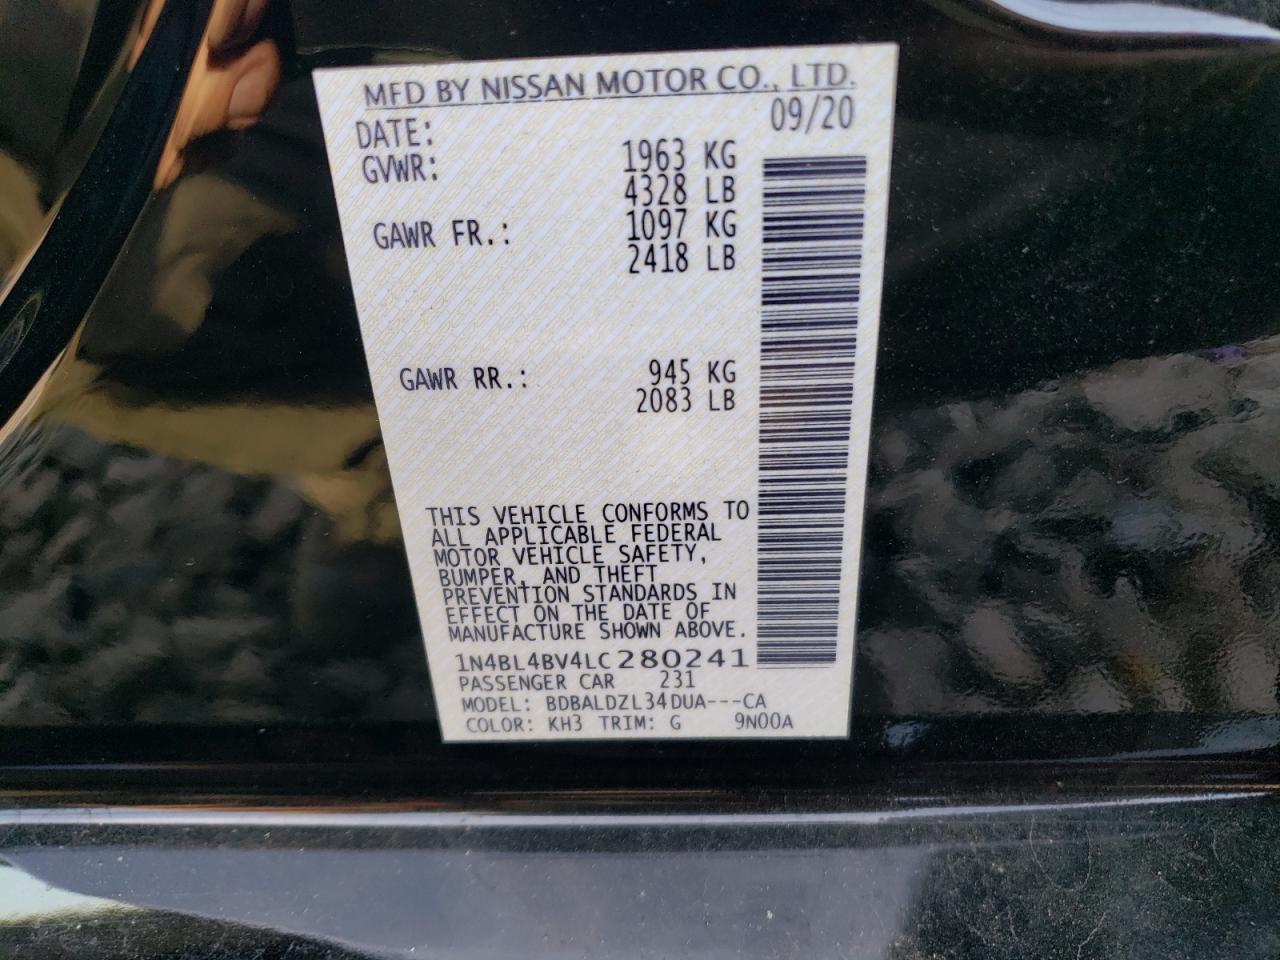 MFD BY NISSAN MOTOR CO., LTD.
DATE: 09/20
GVWR: 1963 KG
4328 LB
GAWR FR.: 1097 KG
2418 LB
GAWR RR.: 945 KG
2083 LB
THIS VEHICLE CONFORMS TO
ALL APPLICABLE FEDERAL
MOTOR VEHICLE SAFETY,
BUMPER, AND THEFT
PREVENTION STANDARDS IN
EFFECT ON THE DATE OF
MANUFACTURE SHOWN ABOVE.
1N4BL4BV4LC280241
PASSENGER CAR 231
MODEL: BDBALDZL34DUA---CA
COLOR: KH3 TRIM: G 9N00A